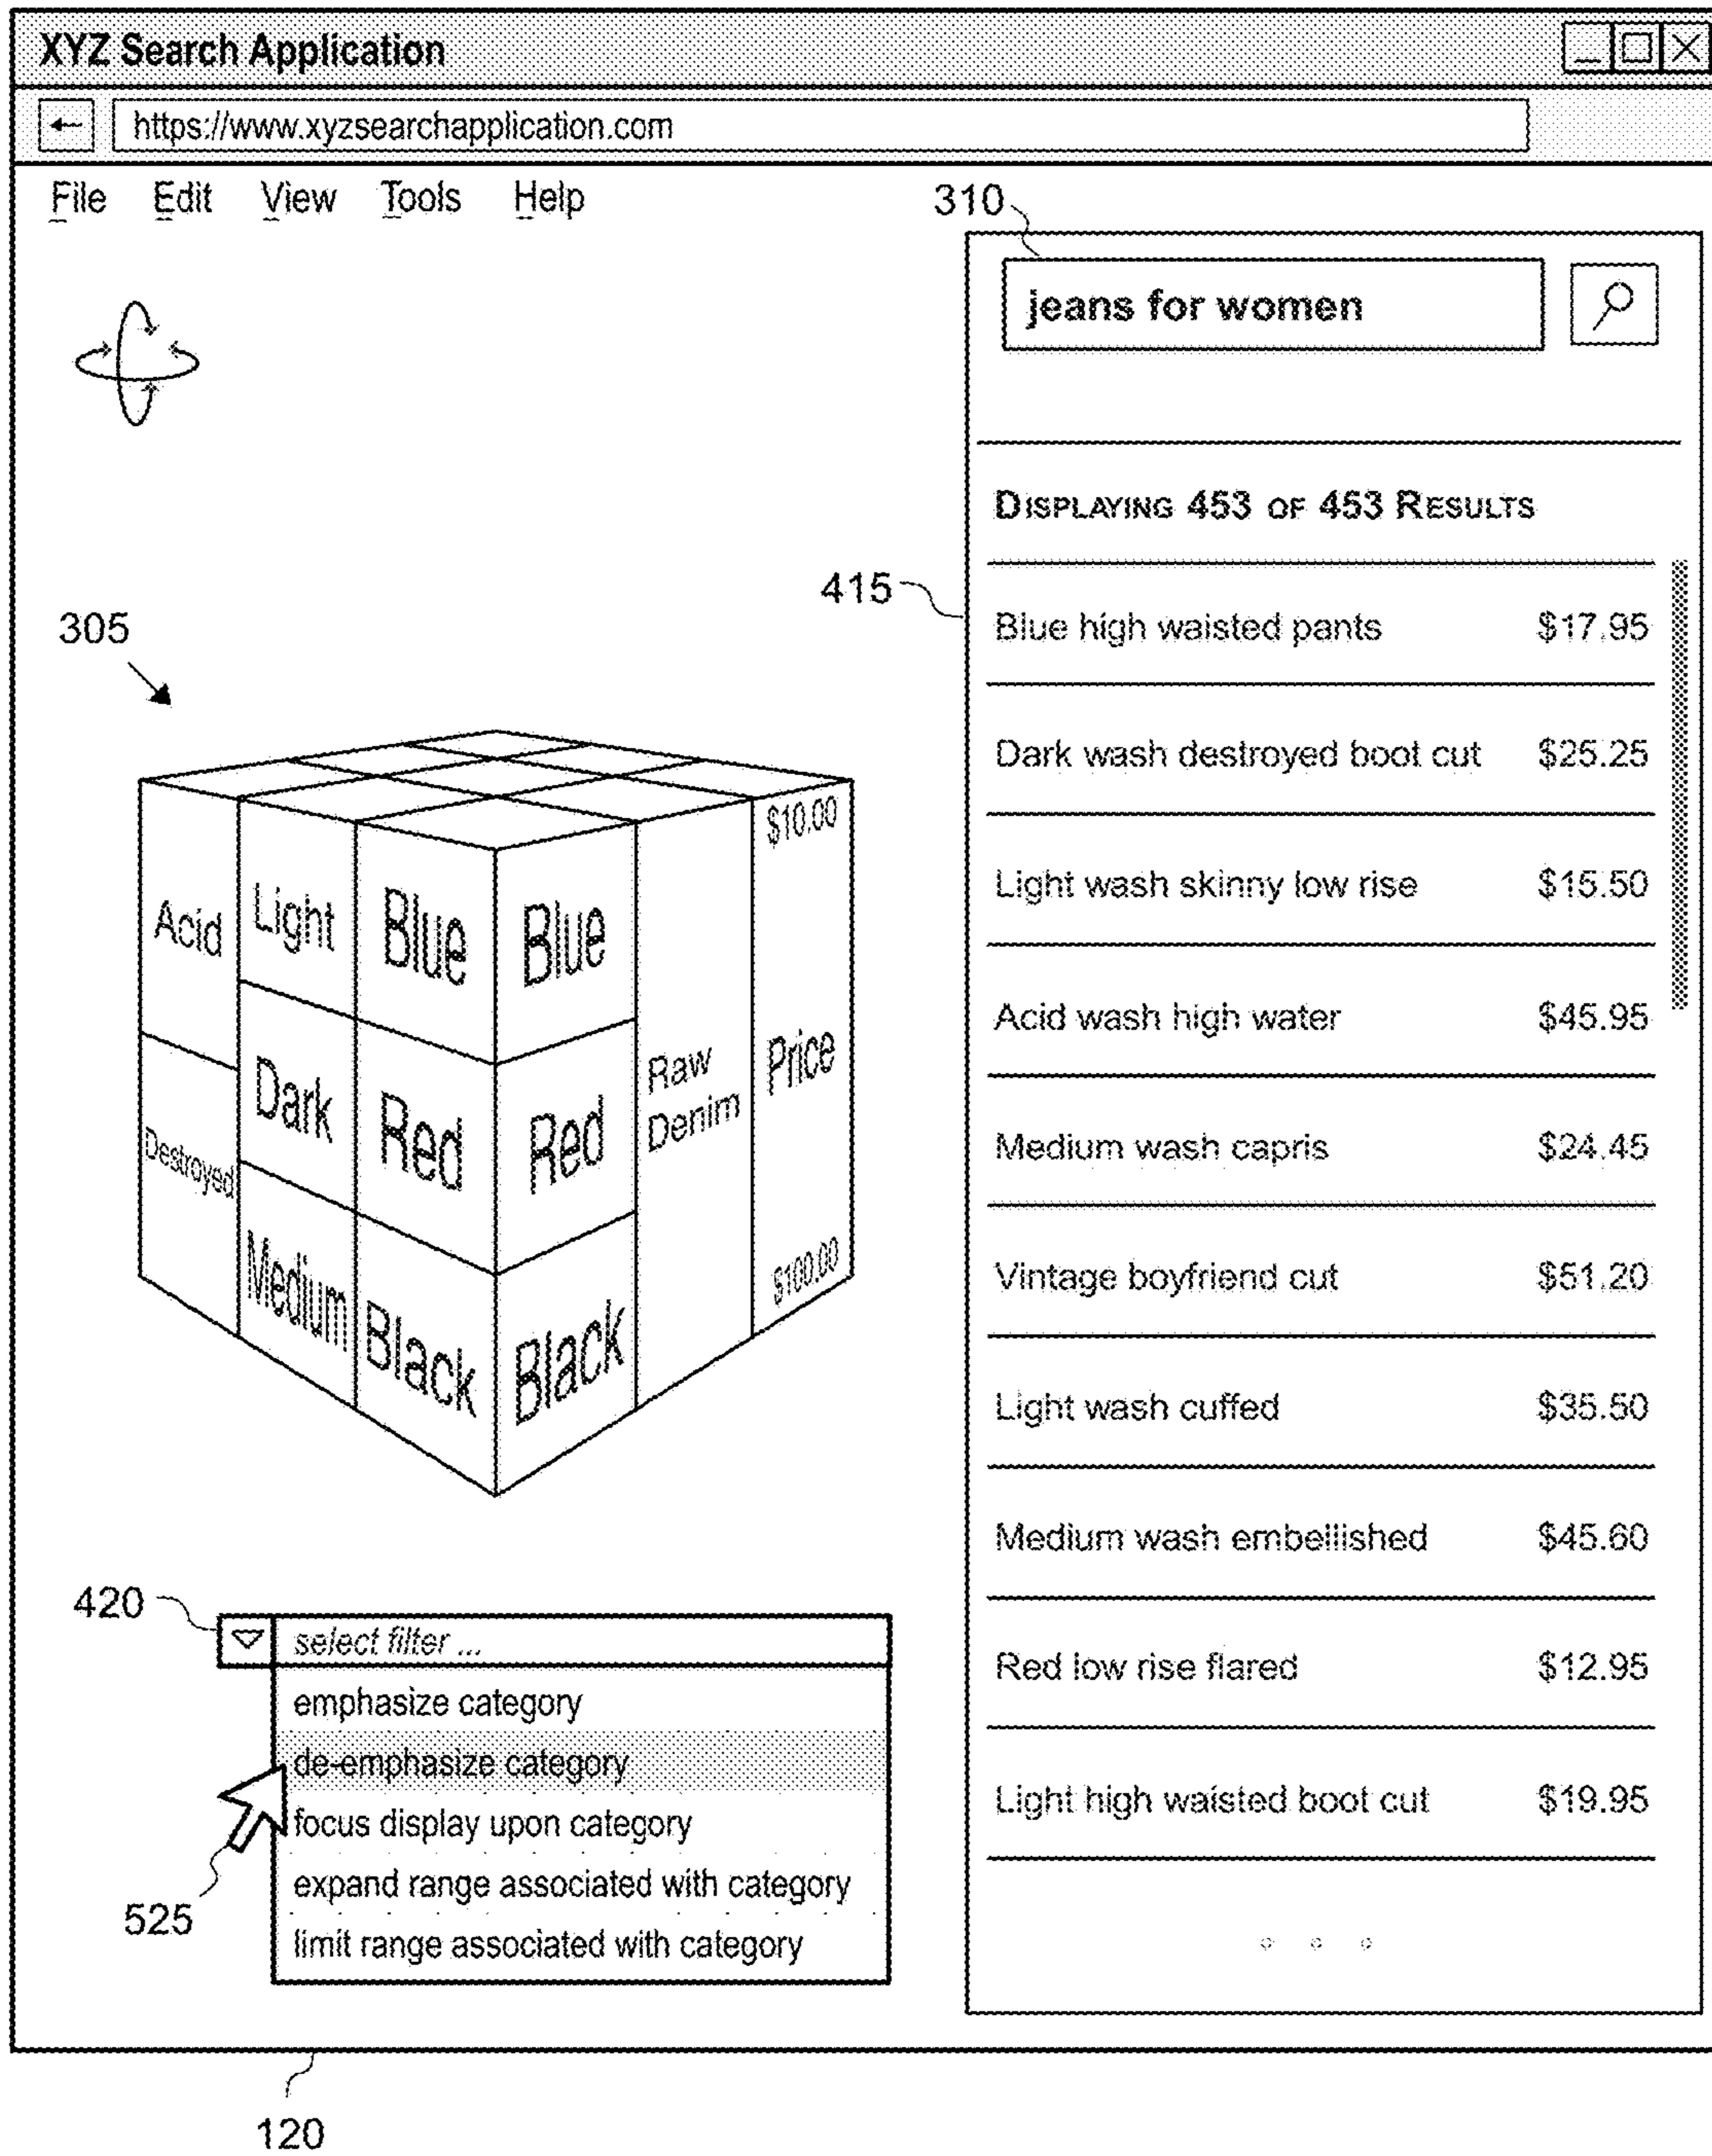 XYZ Search Application
https://www.xyzsearchapplication.com
File Edit View Tools Help
310
jeans for women
DISPLAYING 453 OF 453 RESULTS
415
Blue high waisted pants $17.95
Dark wash destroyed boot cut $25.25
Light wash skinny low rise $15.50
Acid wash high water $45.95
Medium wash capris $24.45
Vintage boyfriend cut $51.20
Light wash cuffed $35.50
Medium wash embellished $45.60
Red low rise flared $12.95
Light high waisted boot cut $19.95
305
Acid Light Blue Blue $10.00
Destroyed Dark Red Red Raw Price
Denim
Medium Black Black $100.00
420
select filter ...
emphasize category
de-emphasize category
focus display upon category
expand range associated with category
limit range associated with category
525
120